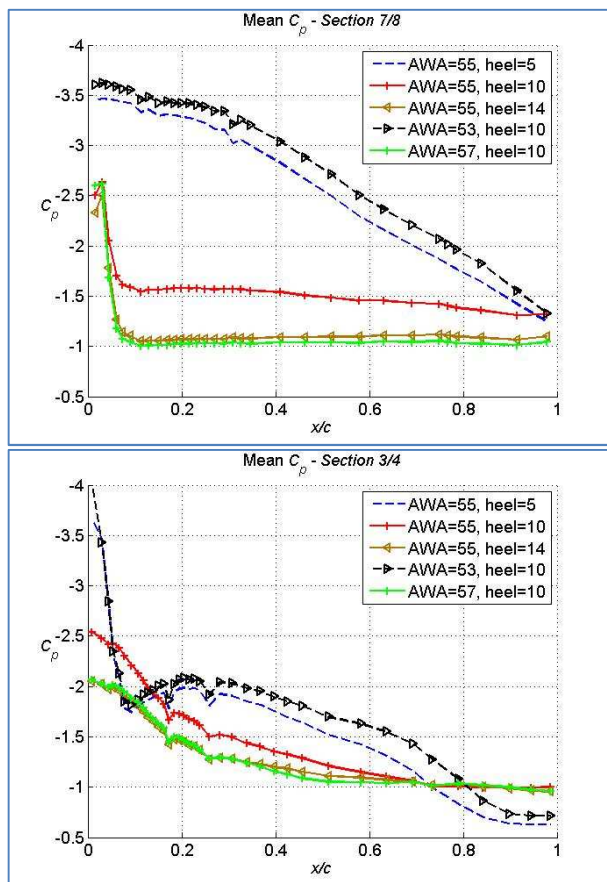 Mean Cp - Section 7/8
-4
-3.5
-3
-2.5
-2
-1.5
-1
-0.5
Cp
0
0.2
0.4
0.6
0.8
1
x/c
AWA=55, heel=5
AWA=55, heel=10
AWA=55, heel=14
AWA=53, heel=10
AWA=57, heel=10
Mean Cp - Section 3/4
-4
-3.5
-3
-2.5
-2
-1.5
-1
-0.5
Cp
0
0.2
0.4
0.6
0.8
1
x/c
AWA=55, heel=5
AWA=55, heel=10
AWA=55, heel=14
AWA=53, heel=10
AWA=57, heel=10